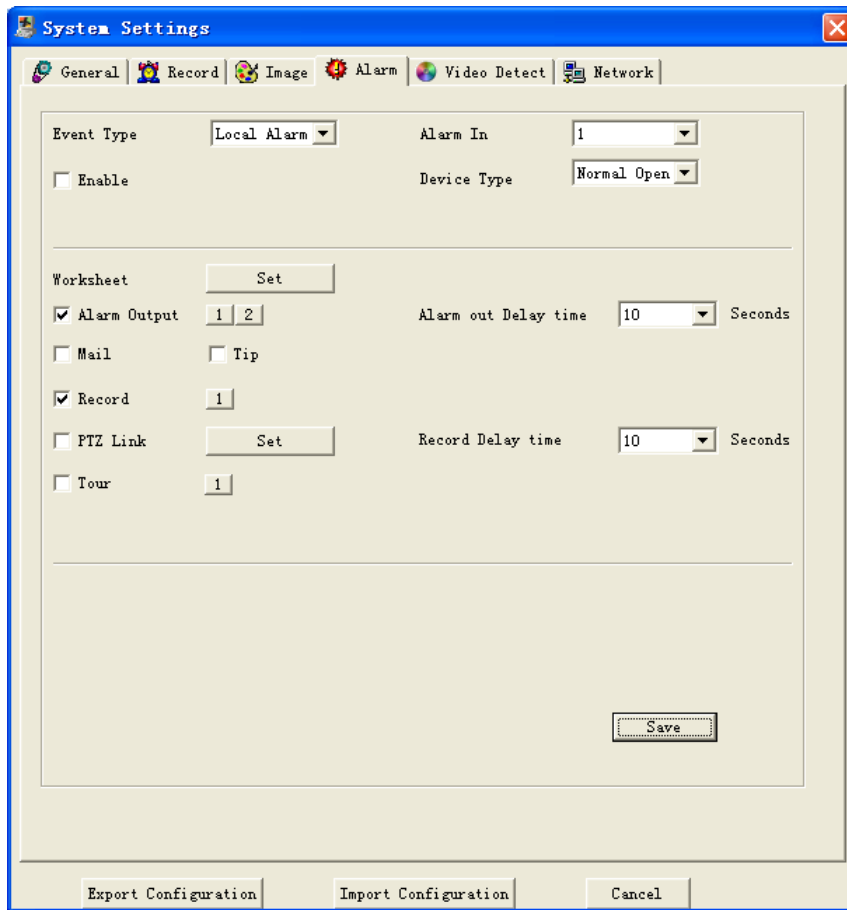 System Settings
General Record Image Alarm Video Detect Network
Event Type Local Alarm Alarm In 1
Enable Device Type Normal Open
Worksheet Set
Alarm Output 1 2 Alarm out Delay time 10 Seconds
Mail Tip
Record 1
PTZ Link Set Record Delay time 10 Seconds
Tour 1
Save
Export Configuration Import Configuration Cancel